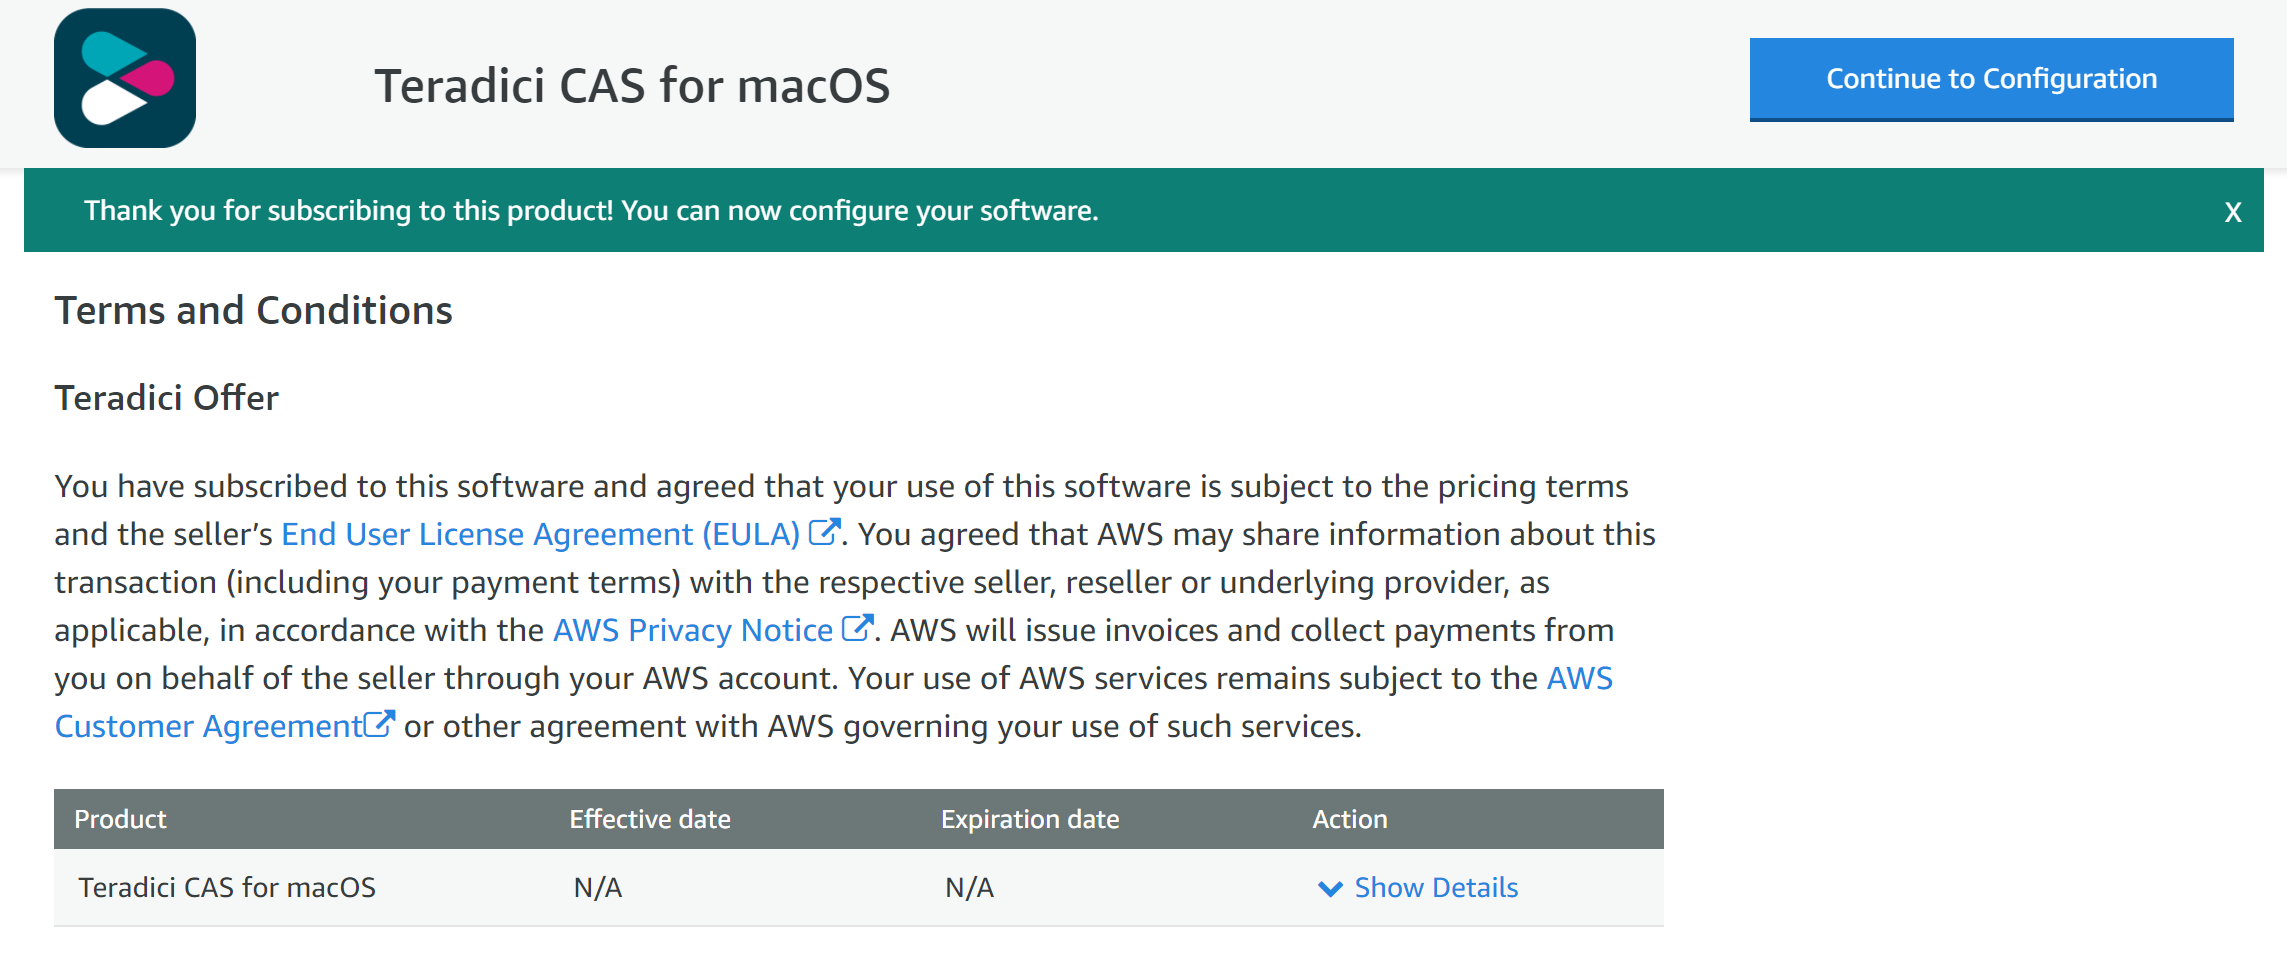 Teradici CAS for macOS
Continue to Configuration
Thank you for subscribing to this product! You can now configure your software.
X
Terms and Conditions
Teradici Offer
You have subscribed to this software and agreed that your use of this software is subject to the pricing terms
and the seller’s End User License Agreement (EULA). You agreed that AWS may share information about this
transaction (including your payment terms) with the respective seller, reseller or underlying provider, as
applicable, in accordance with the AWS Privacy Notice. AWS will issue invoices and collect payments from
you on behalf of the seller through your AWS account. Your use of AWS services remains subject to the AWS
Customer Agreement or other agreement with AWS governing your use of such services.
Product Effective date Expiration date Action
Teradici CAS for macOS N/A N/A Show Details